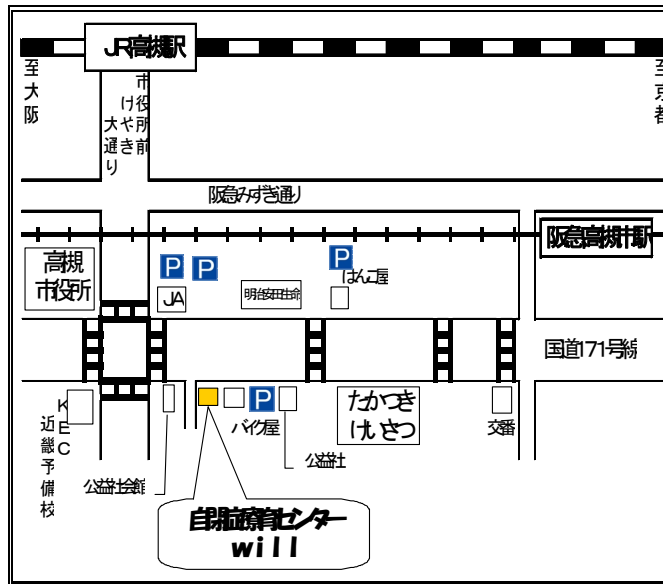 JR高槻駅
至大阪
至京都
市役所前
けやき
大通り
阪急みずき通り
阪急高槻市駅
高槻
市役所
P
P
P
はんこ屋
JA
明治安田生命
国道171号線
KEC
近畿予備校
公益社会館
バイク屋
P
公益社
たかつき
けいさつ
交番
自閉症療育センター
will